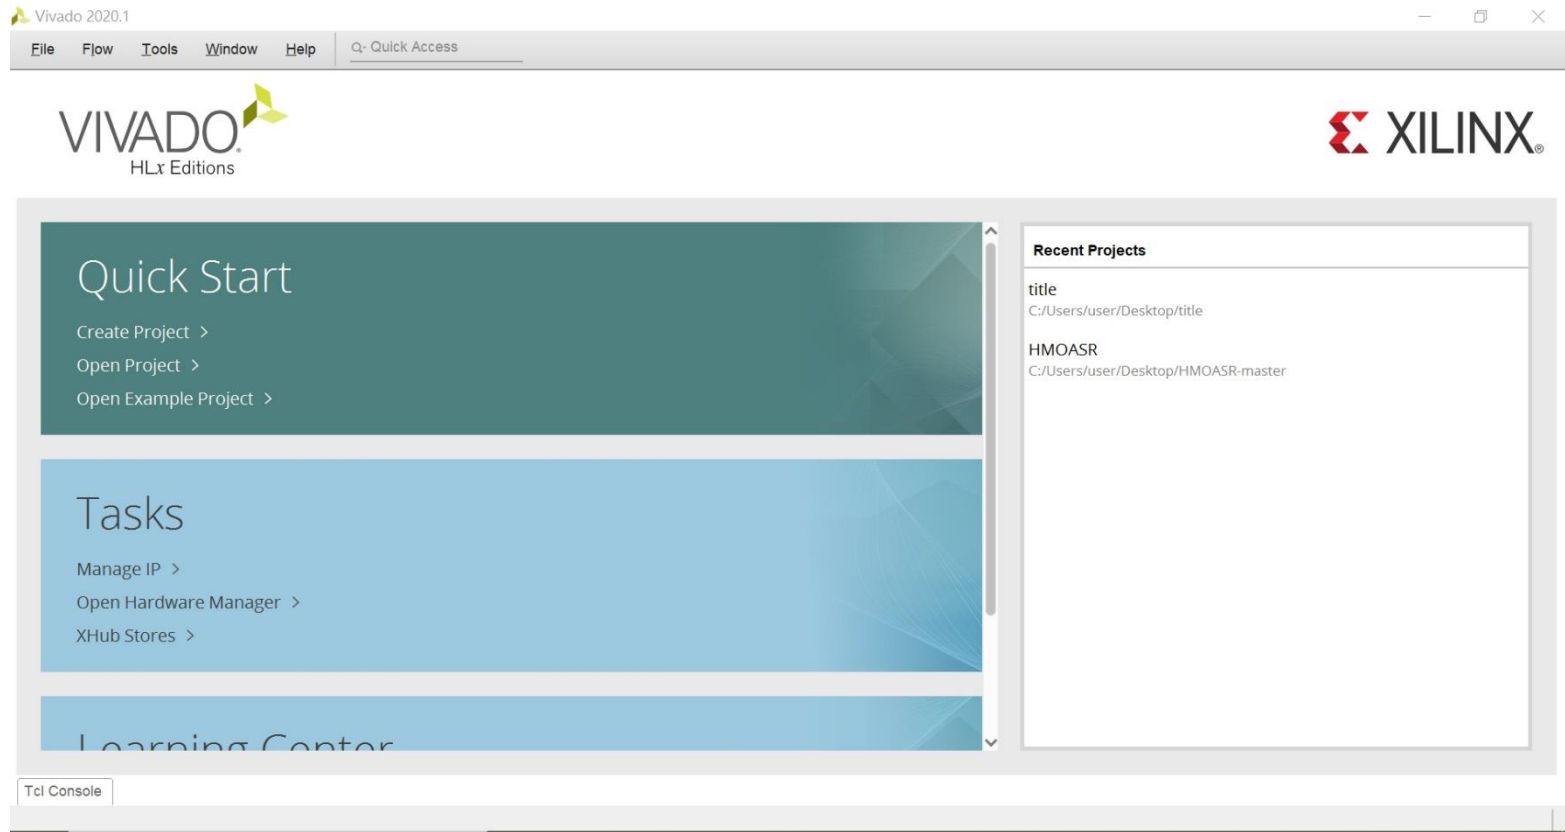 Vivado 2020.1
File Flow Tools Window Help Quick Access
VIVADO®
HLx Editions
XILINX®
Quick Start
Create Project >
Open Project >
Open Example Project >
Tasks
Manage IP >
Open Hardware Manager >
XHub Stores >
Learning Center
Recent Projects
title
C:/Users/user/Desktop/title
HMOASR
C:/Users/user/Desktop/HMOASR-master
Tcl Console